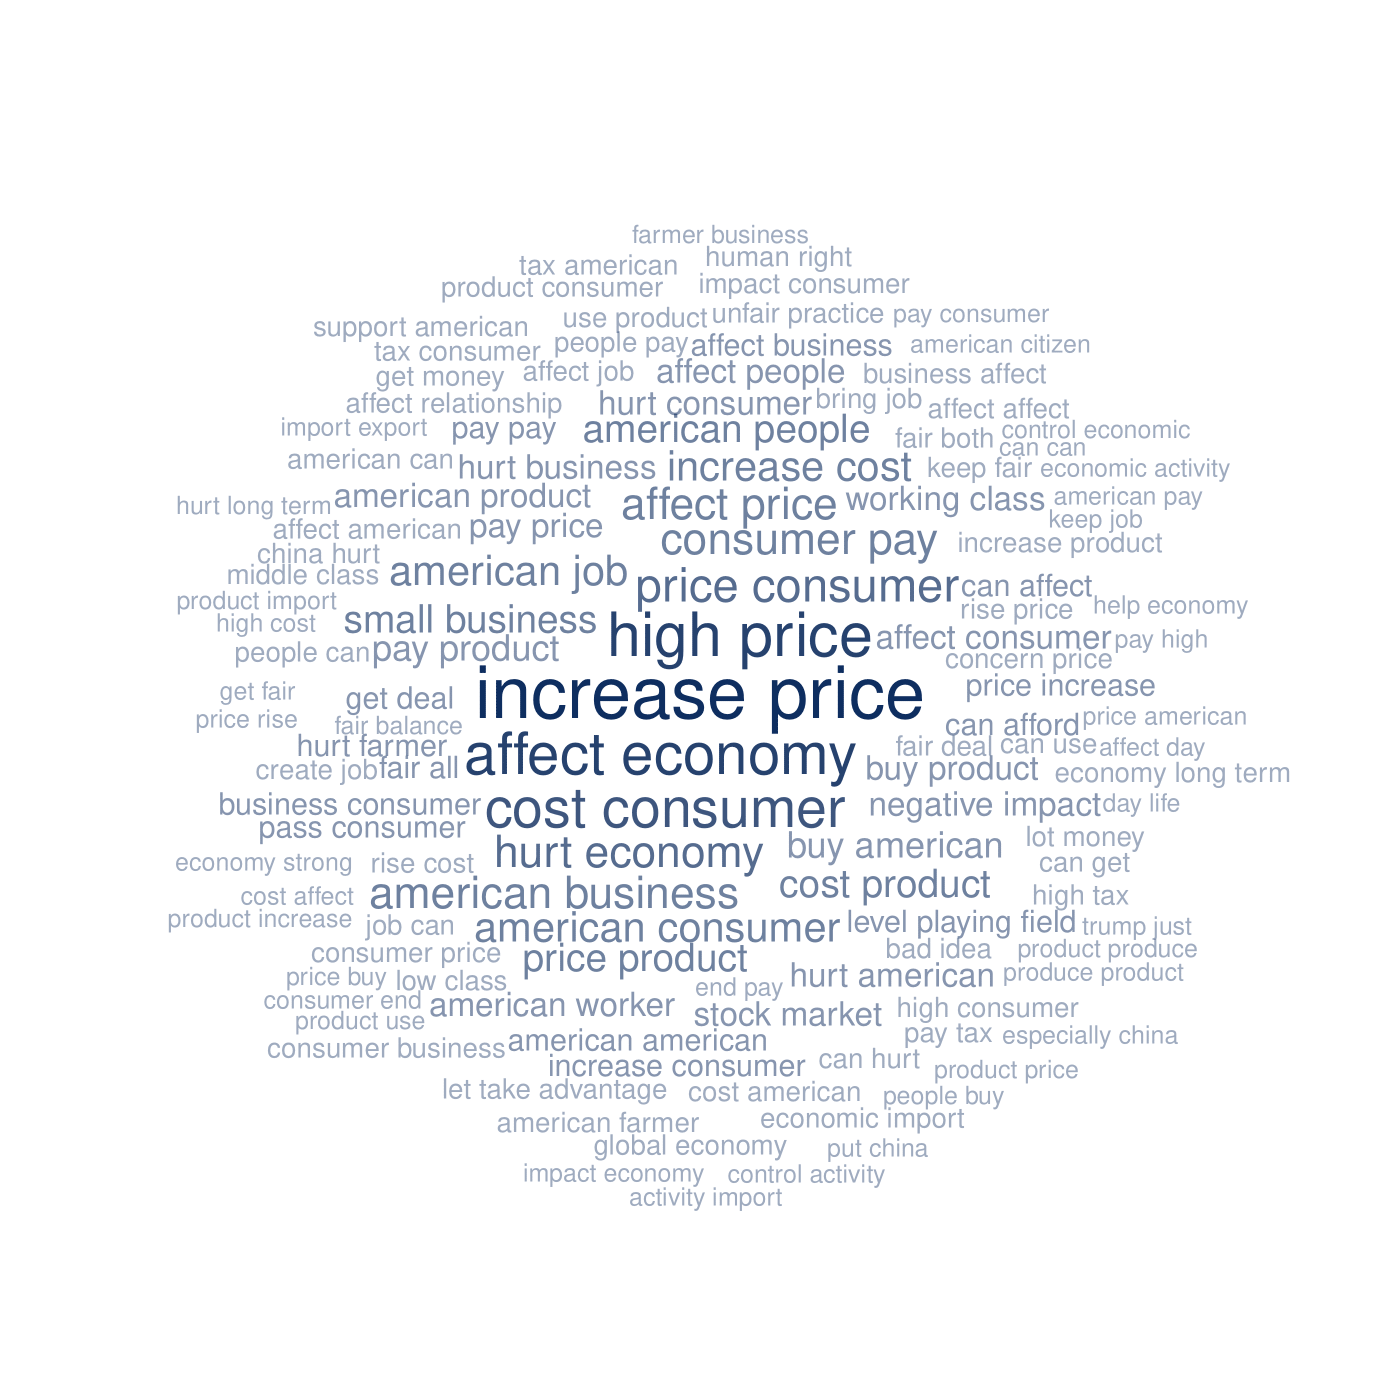 farmer business
tax american human right
product consumer impact consumer
support american use product unfair practice pay consumer
tax consumer people pay affect business american citizen
get money affect job affect people business affect
affect relationship hurt consumer bring job affect affect
import export pay pay american people fair both control economic
can can
american can hurt business increase cost keep fair economic activity
hurt long term american product affect price working class american pay
affect american pay price keep job
china hurt consumer pay increase product
middle class american job price consumer can affect
product import rise price help economy
high cost small business high price affect consumer pay high
people can pay product concern price
get fair get deal increase price price increase
price rise fair balance can afford price american
hurt farmer affect economy fair deal can use affect day
create job fair all buy product economy long term
business consumer cost consumer negative impact day life
pass consumer lot money
economy strong rise cost hurt economy buy american can get
cost affect american business cost product high tax
product increase job can american consumer level playing field trump just
consumer price price product bad idea product produce
price buy low class end pay hurt american produce product
consumer end american worker stock market high consumer
product use pay tax especially china
consumer business american american
increase consumer can hurt product price
let take advantage cost american people buy
american farmer economic import
global economy put china
impact economy control activity
activity import